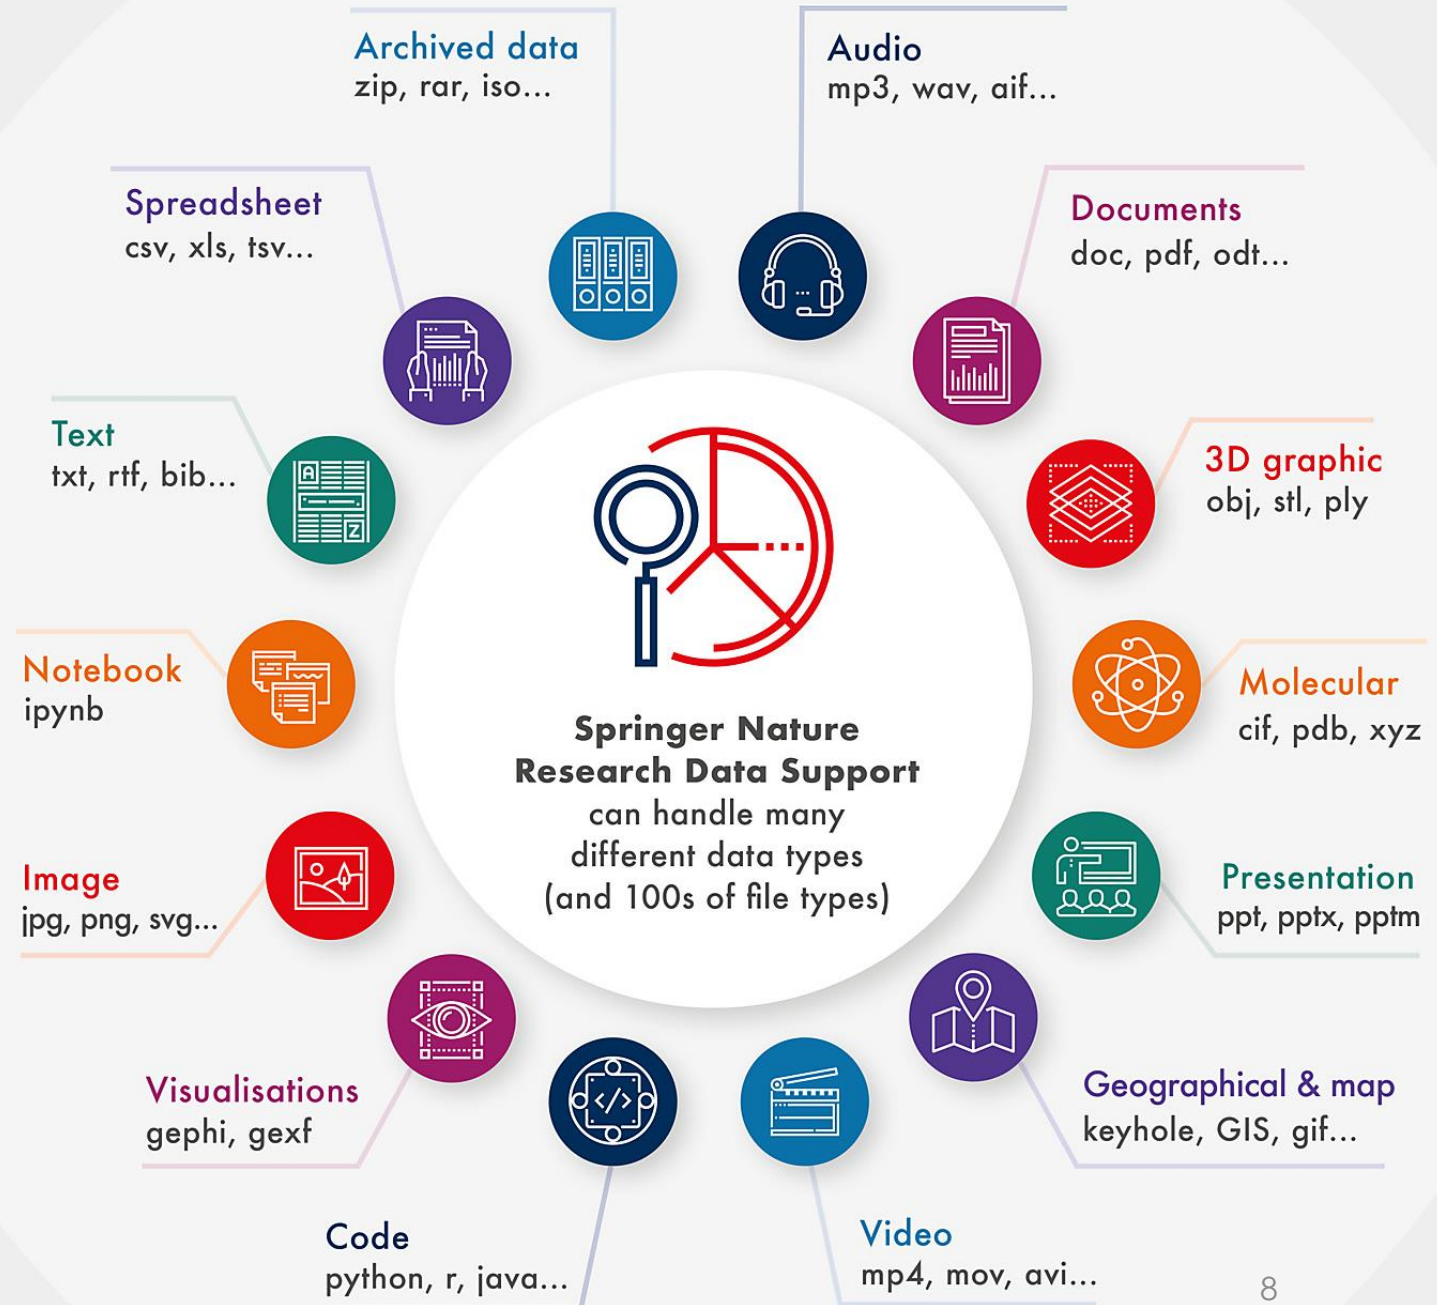 Archived data
zip, rar, iso...
Audio
mp3, wav, aif...
Spreadsheet
csv, xls, tsv...
Documents
doc, pdf, odt...
Text
txt, rtf, bib...
A
Z
3D graphic
obj, stl, ply
Notebook
ipynb
Molecular
cif, pdb, xyz
Springer Nature
Research Data Support
can handle many
different data types
(and 100s of file types)
Image
jpg, png, svg...
Presentation
ppt, pptx, pptm
Visualisations
gephi, gexf
</>
Geographical & map
keyhole, GIS, gif...
Code
python, r, java...
Video
mp4, mov, avi...
8